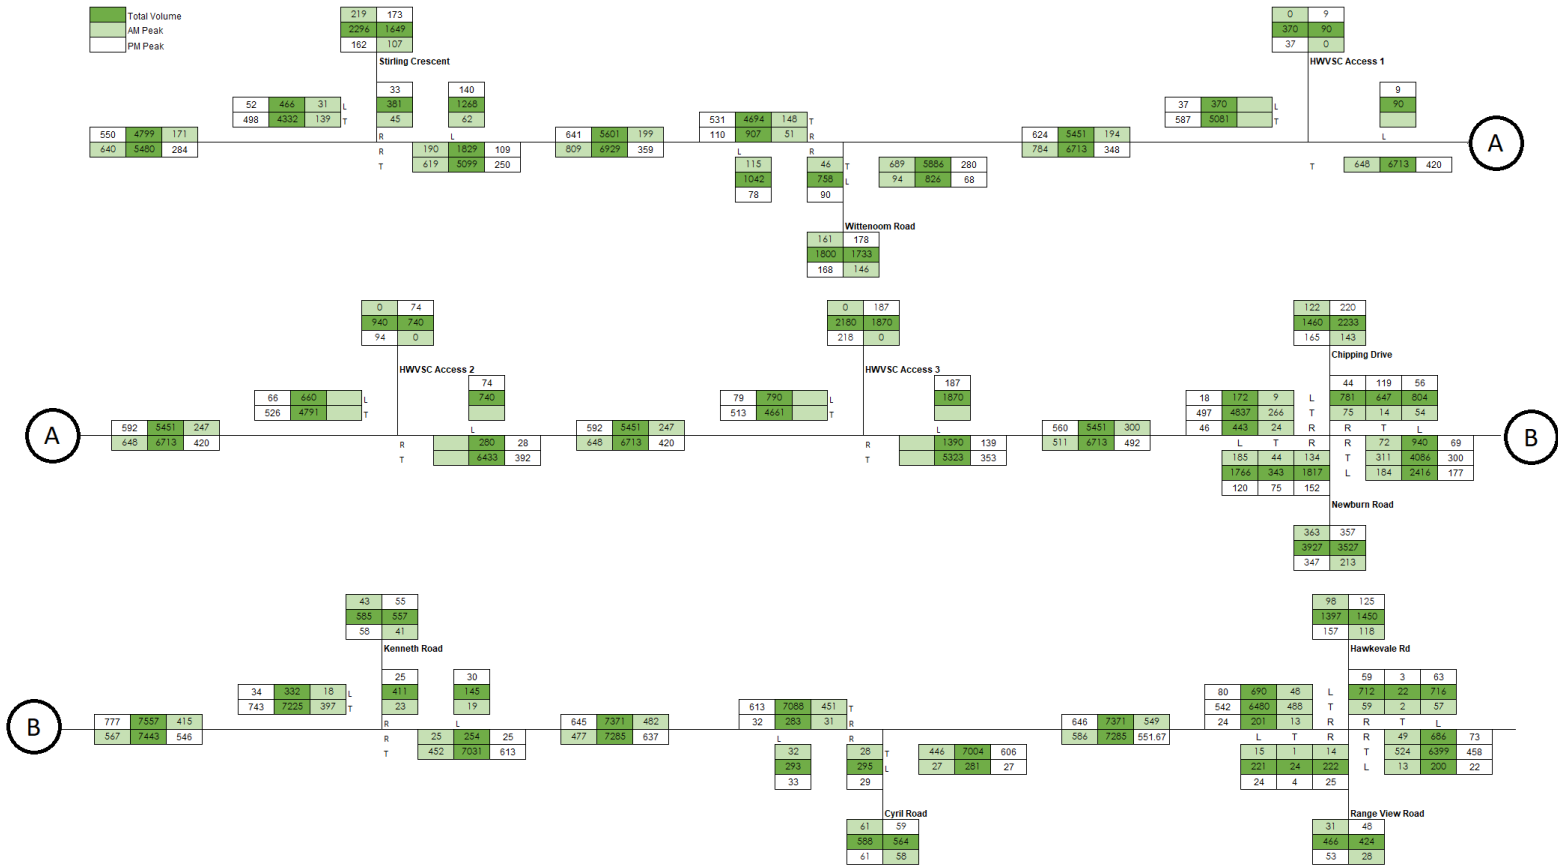 Total Volume
AM Peak
PM Peak
219 173
2296 1649
162 107
Stirling Crescent
33 140
381 1268
45 62
52 466 31 L
498 4332 139 T
R L
550 4799 171
640 5480 284
R 190 1829 109
T 619 5099 250
641 5601 199
809 6929 359
531 4694 148 T
110 907 51 R
L R
115 46 T
1042 758 L
78 90
689 5886 280
94 826 68
Wittenoom Road
161 178
1800 1733
168 146
624 5451 194
784 6713 348
0 9
370 90
37 0
HWVSC Access 1
9
90
37 370 L
587 5081 T
L
T 648 6713 420
A
0 74
940 740
94 0
HWVSC Access 2
74
740
66 660 L
526 4791 T
L
A
592 5451 247
648 6713 420
R 280 28
T 6433 392
592 5451 247
648 6713 420
0 187
2180 1870
218 0
HWVSC Access 3
187
1870
79 790 L
513 4661 T
L
R 1390 139
T 5323 353
560 5451 300
511 6713 492
122 220
1460 2233
165 143
Chipping Drive
44 119 56
781 647 804
75 14 54
18 172 9 L
497 4837 266 T
46 443 24 R
L T R R T L
185 44 134
1766 343 1817
120 75 152
R 72 940 69
T 311 4086 300
L 184 2416 177
B
Newburn Road
363 357
3927 3527
347 213
43 55
585 557
58 41
Kenneth Road
25 30
411 145
23 19
34 332 18 L
743 7225 397 T
R L
B
777 7557 415
567 7443 546
R 25 254 25
T 452 7031 613
645 7371 482
477 7285 637
613 7088 451 T
32 283 31 R
L R
32 28 T
293 295 L
33 29
446 7004 606
27 281 27
Cyril Road
61 59
588 564
61 58
646 7371 549
586 7285 551.67
98 125
1397 1450
157 118
Hawkevale Rd
59 3 63
712 22 716
59 2 57
80 690 48 L
542 6480 488 T
24 201 13 R
L T R R T L
15 1 14
221 24 222
24 4 25
R 49 686 73
T 524 6399 458
L 13 200 22
Range View Road
31 48
466 424
53 28